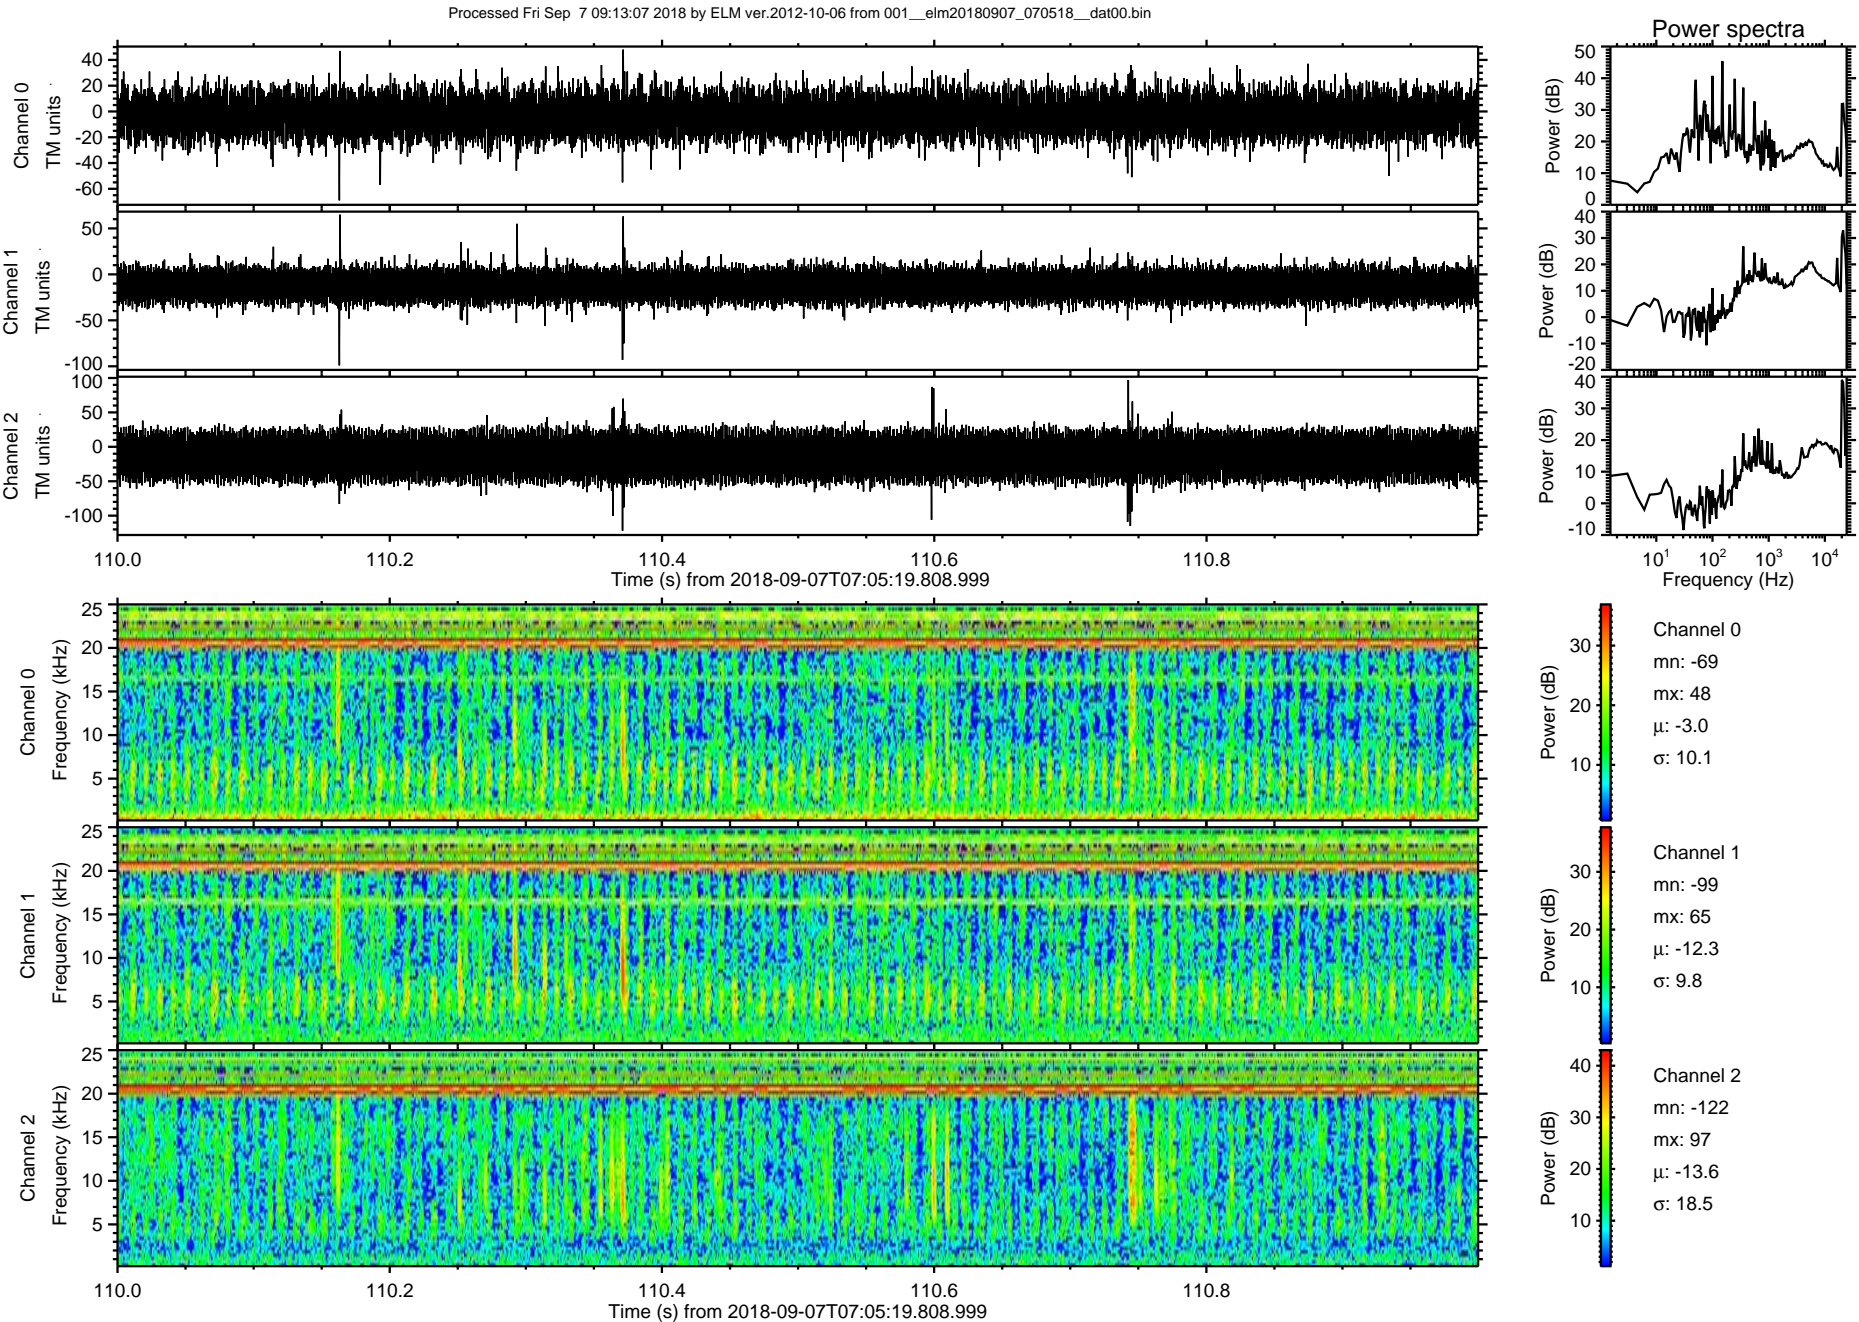 Processed Fri Sep  7 09:13:07 2018 by ELM ver.2012-10-06 from 001__elm20180907_070518__dat00.bin
Power spectra
Channel 0
TM units
40
20
0
-20
-40
-60
Power (dB)
50
40
30
20
10
0
Channel 1
TM units
50
0
-50
-100
Power (dB)
40
30
20
10
0
-10
-20
Channel 2
TM units
100
50
0
-50
-100
Power (dB)
40
30
20
10
0
-10
110.0 110.2 110.4 110.6 110.8
Time (s) from 2018-09-07T07:05:19.808.999
10^1 10^2 10^3 10^4
Frequency (Hz)
Channel 0
Frequency (kHz)
25
20
15
10
5
Power (dB)
30
20
10
Channel 0
mn: -69
mx: 48
μ: -3.0
σ: 10.1
Channel 1
Frequency (kHz)
25
20
15
10
5
Power (dB)
30
20
10
Channel 1
mn: -99
mx: 65
μ: -12.3
σ: 9.8
Channel 2
Frequency (kHz)
25
20
15
10
5
Power (dB)
40
30
20
10
Channel 2
mn: -122
mx: 97
μ: -13.6
σ: 18.5
110.0 110.2 110.4 110.6 110.8
Time (s) from 2018-09-07T07:05:19.808.999